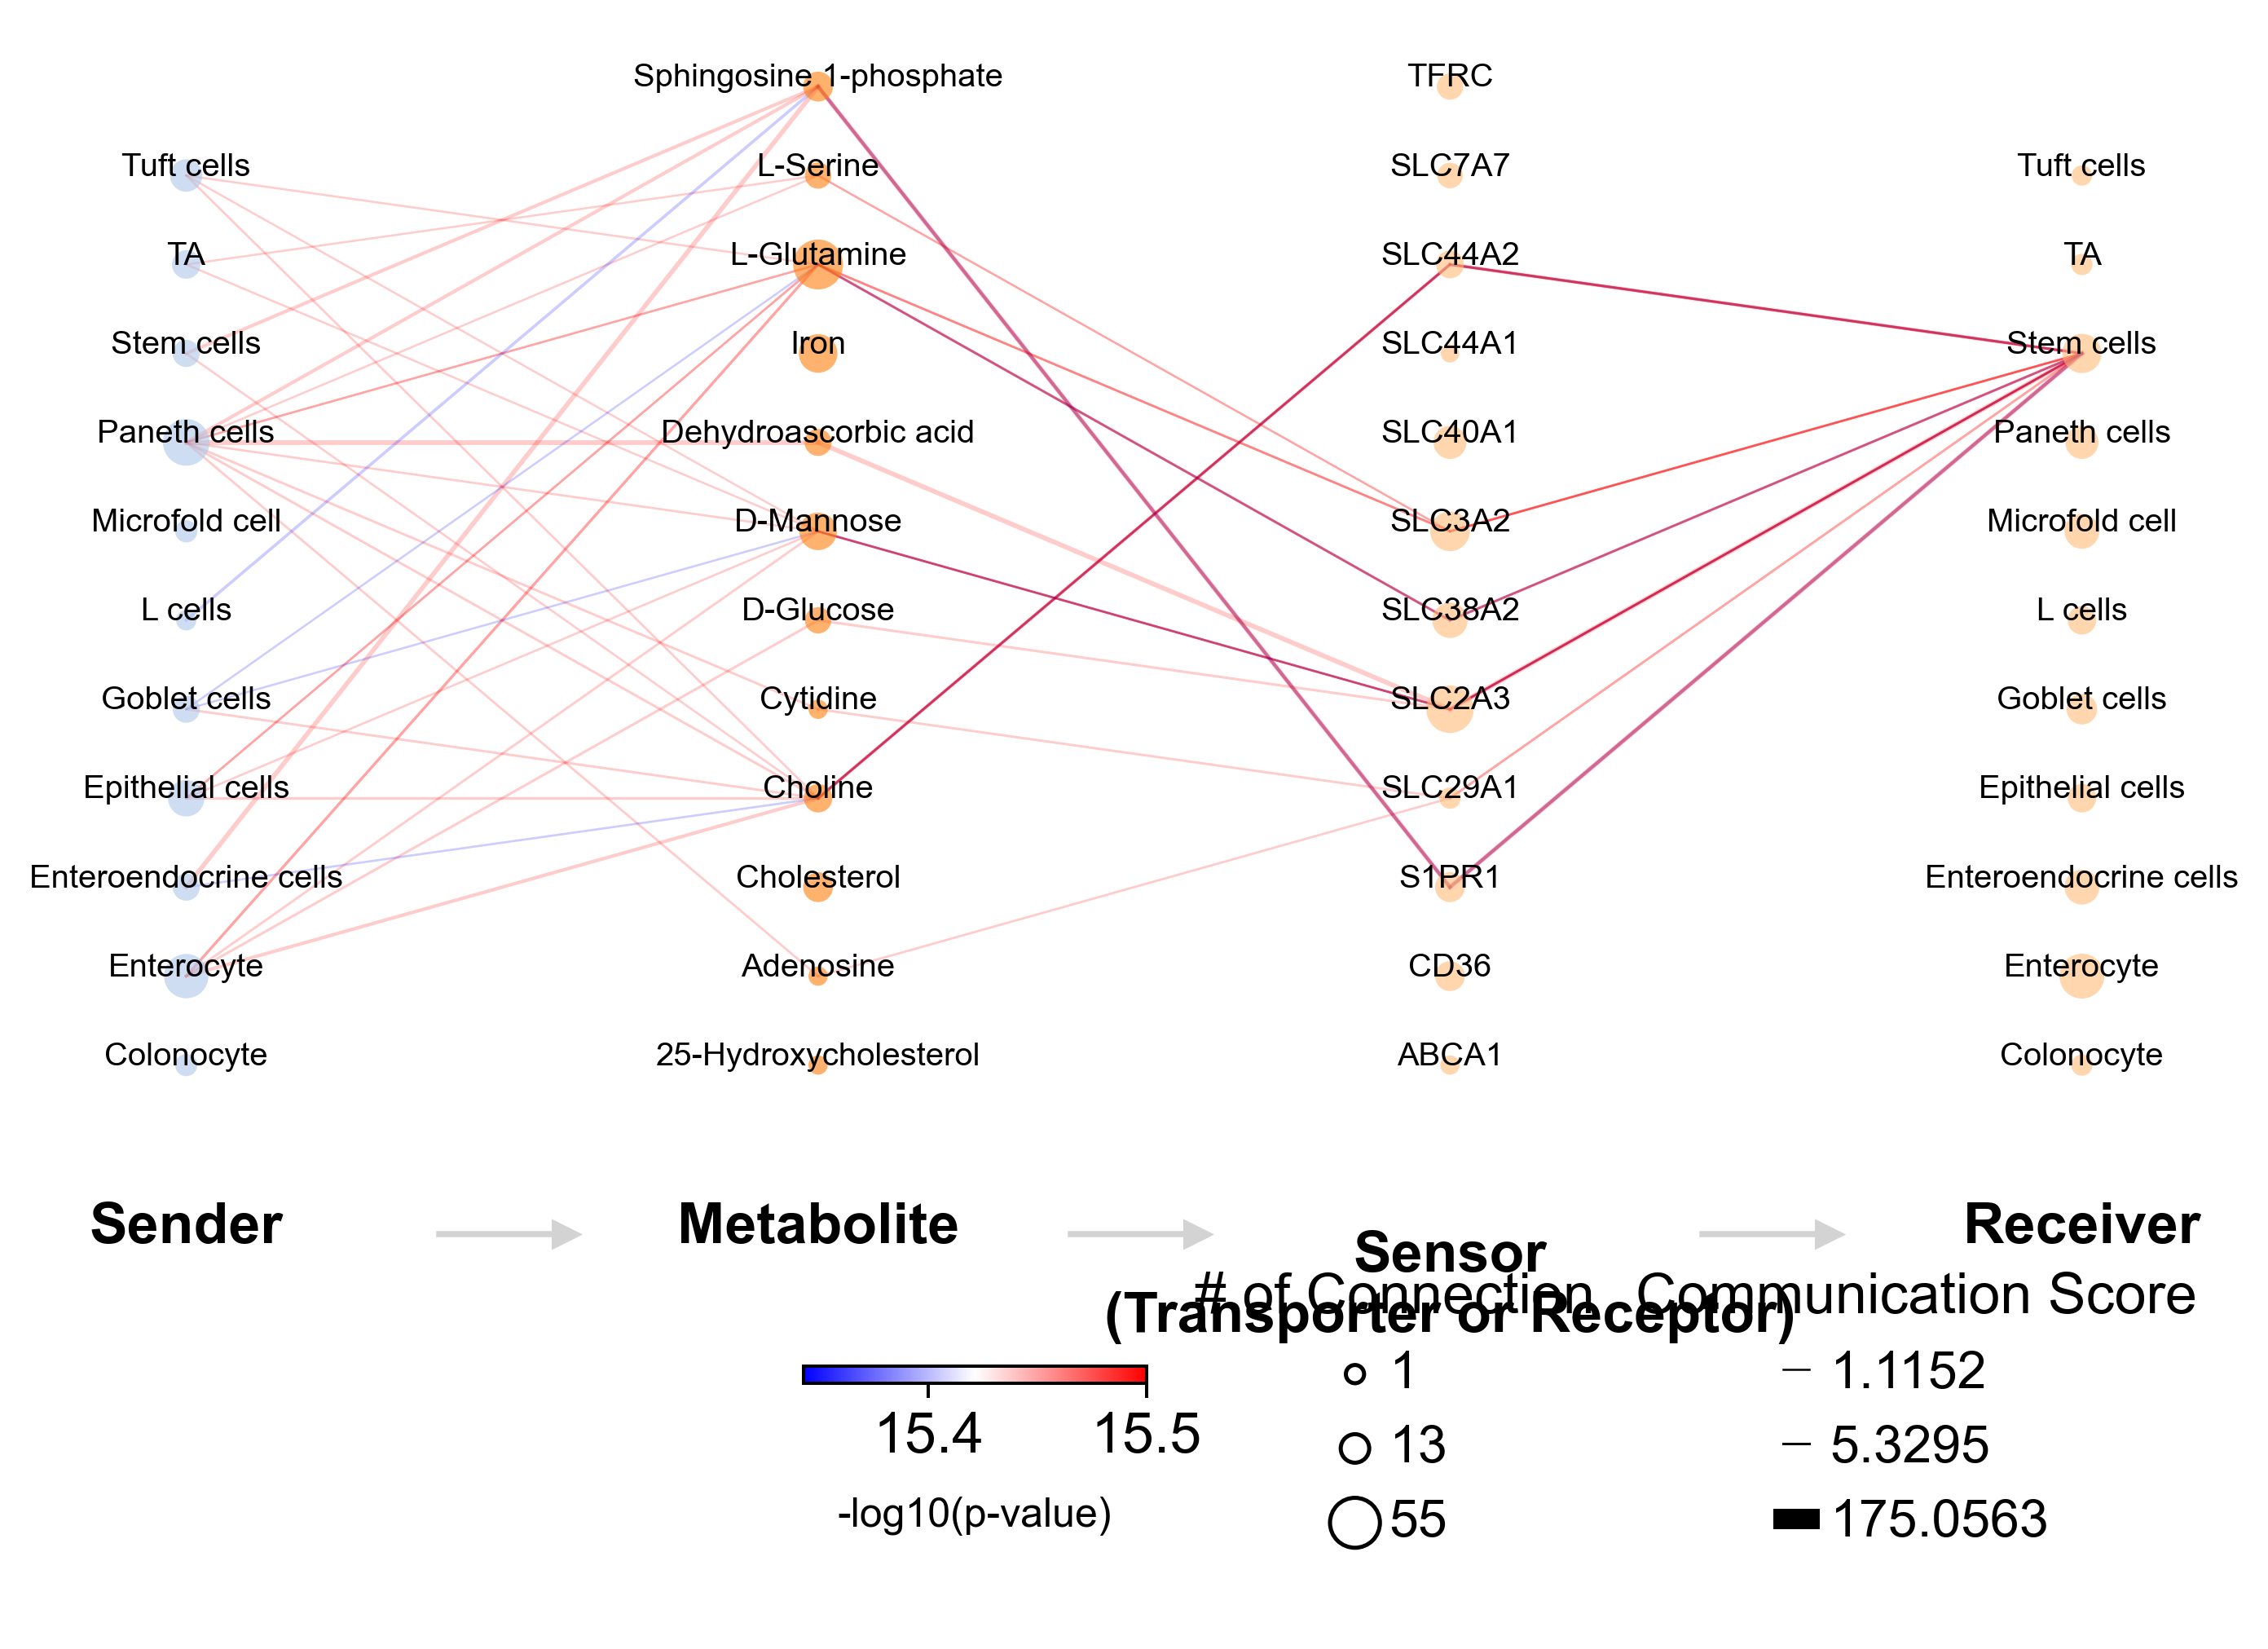 Sphingosine 1-phosphate
TFRC
Tuft cells
L-Serine
SLC7A7
Tuft cells
TA
L-Glutamine
SLC44A2
TA
Stem cells
Iron
SLC44A1
Stem cells
Paneth cells
Dehydroascorbic acid
SLC40A1
Paneth cells
Microfold cell
D-Mannose
SLC3A2
Microfold cell
L cells
D-Glucose
SLC38A2
L cells
Goblet cells
Cytidine
SLC2A3
Goblet cells
Epithelial cells
Choline
SLC29A1
Epithelial cells
Enteroendocrine cells
Cholesterol
S1PR1
Enteroendocrine cells
Enterocyte
Adenosine
CD36
Enterocyte
Colonocyte
25-Hydroxycholesterol
ABCA1
Colonocyte
Sender
Metabolite
Sensor
(Transporter or Receptor)
Receiver
15.4
15.5
-log10(p-value)
# of Connection
1
13
55
Communication Score
1.1152
5.3295
175.0563